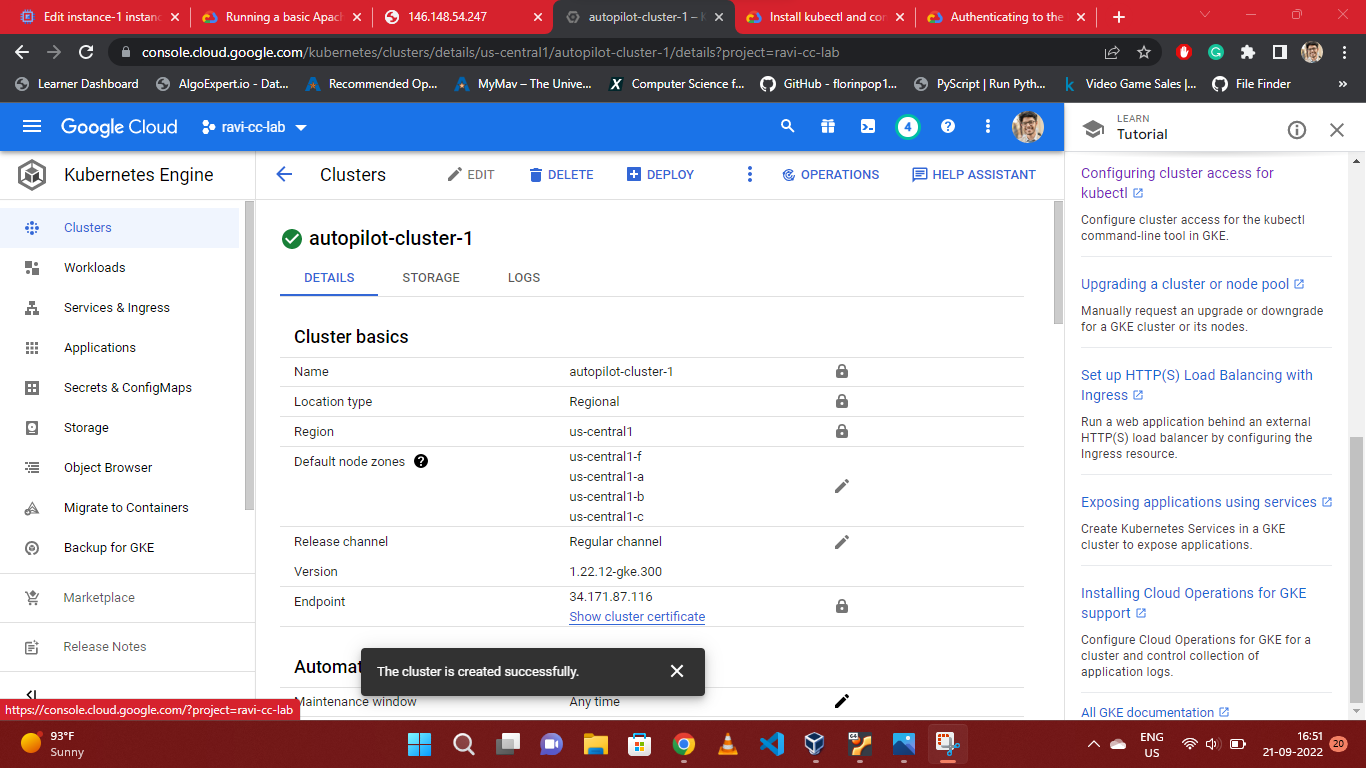 Edit instance-1 instanc
Running a basic Apach
146.148.54.247
autopilot-cluster-1 – K
Install kubectl and cor
Authenticating to the
console.cloud.google.com/kubernetes/clusters/details/us-central1/autopilot-cluster-1/details?project=ravi-cc-lab
Learner Dashboard
AlgoExpert.io - Dat...
Recommended Op...
MyMav – The Unive...
Computer Science f...
GitHub - florinpop1...
PyScript | Run Pyth...
Video Game Sales |...
File Finder
»
Google Cloud
ravi-cc-lab
4
LEARN
Tutorial
Kubernetes Engine
Clusters
EDIT
DELETE
DEPLOY
OPERATIONS
HELP ASSISTANT
Clusters
Workloads
Services & Ingress
Applications
Secrets & ConfigMaps
Storage
Object Browser
Migrate to Containers
Backup for GKE
Marketplace
Release Notes
autopilot-cluster-1
DETAILS
STORAGE
LOGS
Cluster basics
Name autopilot-cluster-1
Location type Regional
Region us-central1
Default node zones us-central1-f
us-central1-a
us-central1-b
us-central1-c
Release channel Regular channel
Version 1.22.12-gke.300
Endpoint 34.171.87.116
Show cluster certificate
Automat
The cluster is created successfully.
Maintenance window Any time
Configuring cluster access for
kubectl
Configure cluster access for the kubectl
command-line tool in GKE.
Upgrading a cluster or node pool
Manually request an upgrade or downgrade
for a GKE cluster or its nodes.
Set up HTTP(S) Load Balancing with
Ingress
Run a web application behind an external
HTTP(S) load balancer by configuring the
Ingress resource.
Exposing applications using services
Create Kubernetes Services in a GKE
cluster to expose applications.
Installing Cloud Operations for GKE
support
Configure Cloud Operations for GKE for a
cluster and control collection of
application logs.
All GKE documentation
https://console.cloud.google.com/?project=ravi-cc-lab
93°F
Sunny
ENG
US
16:51
21-09-2022
20